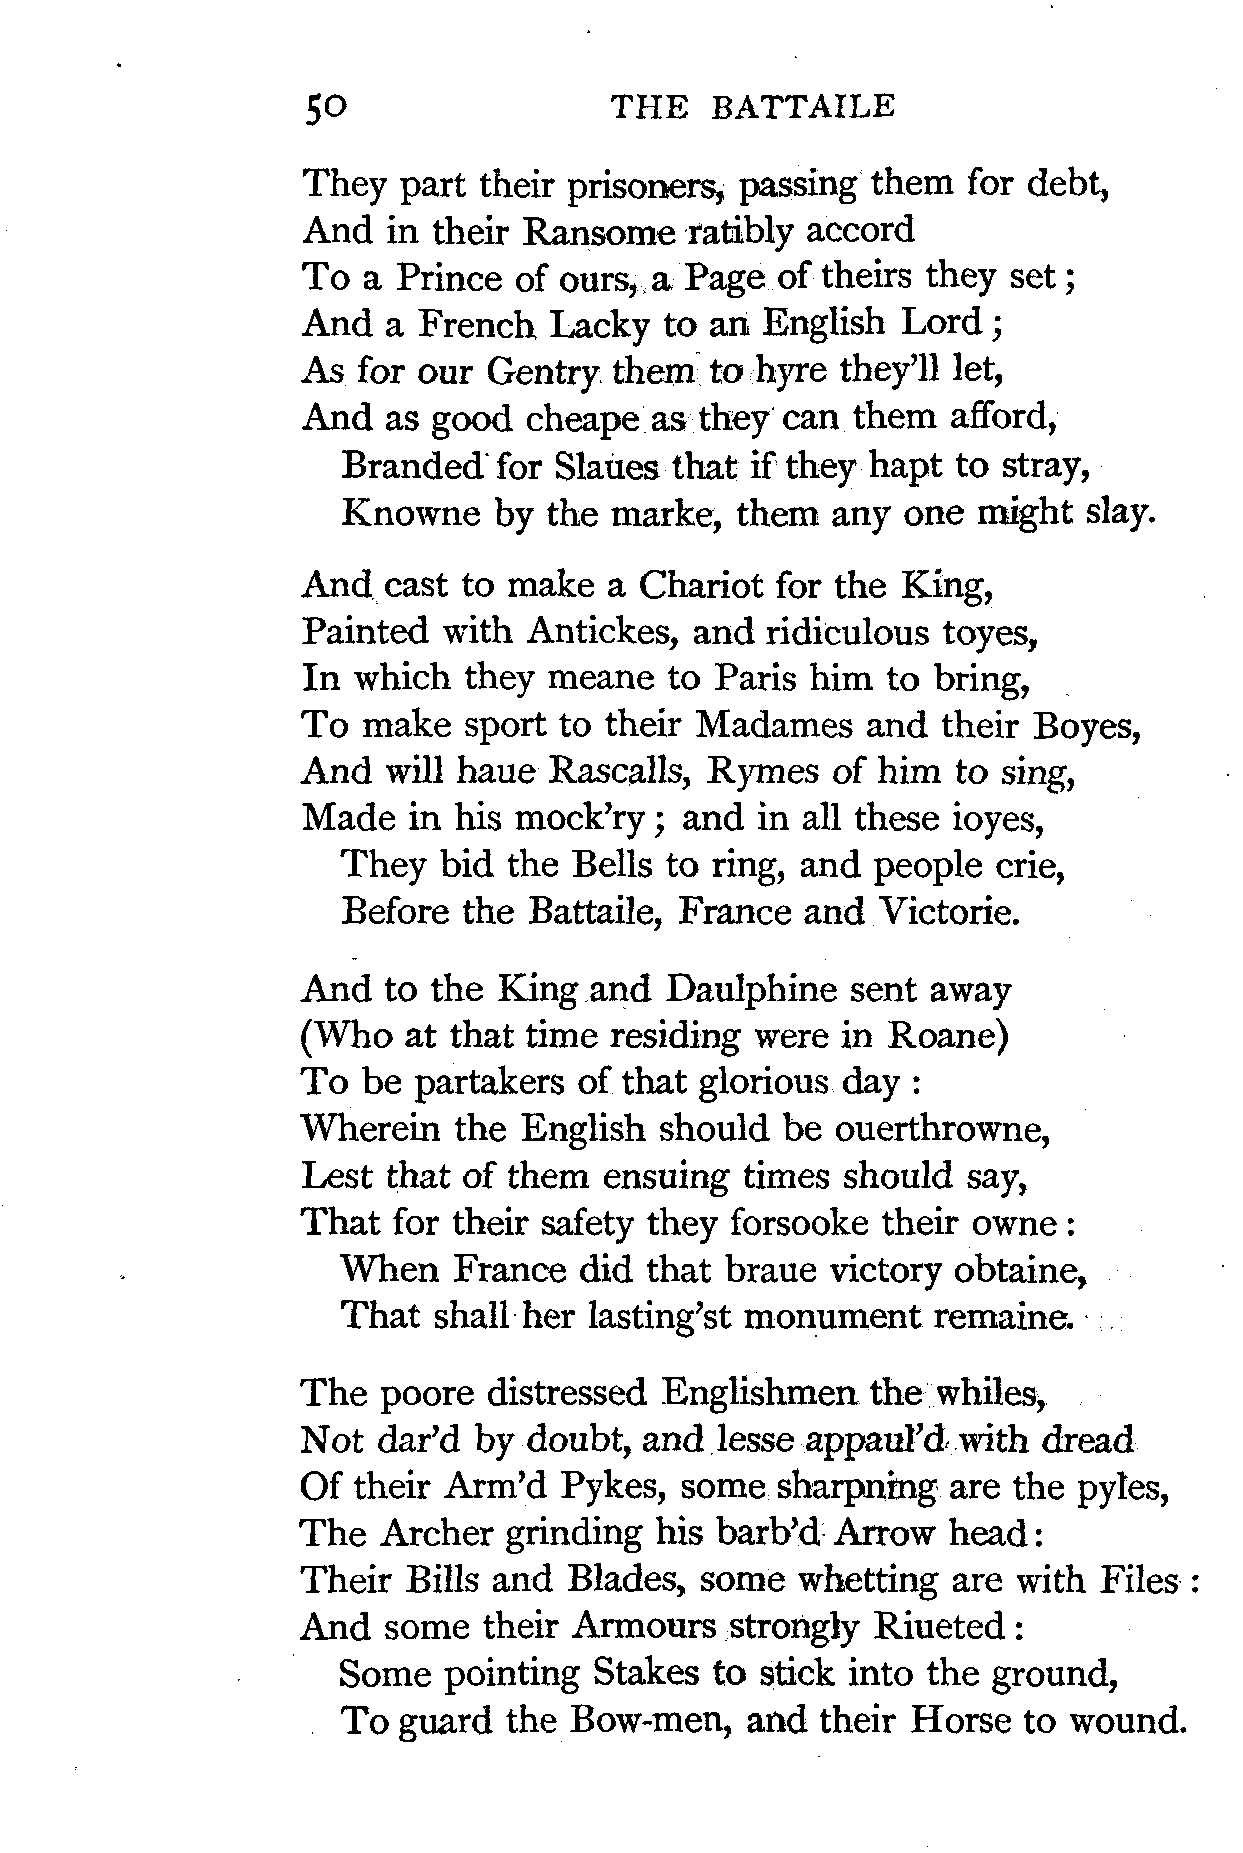 50 THE BATTAILE
They part their prisoners, passing them for debt,
And in their Ransome ratibly accord
To a Prince of ours, a Page of theirs they set ;
And a French Lacky to an English Lord ;
As for our Gentry them to hyre they'll let,
And as good cheape as they can them afford,
Branded for Slaues that if they hapt to stray,
Knowne by the marke, them any one might slay.
And cast to make a Chariot for the King,
Painted with Antickes, and ridiculous toyes,
In which they meane to Paris him to bring,
To make sport to their Madames and their Boyes,
And will haue Rascalls, Rymes of him to sing,
Made in his mock'ry ; and in all these ioyes,
They bid the Bells to ring, and people crie,
Before the Battaile, France and Victorie.
And to the King and Daulphine sent away
(Who at that time residing were in Roane)
To be partakers of that glorious day :
Wherein the English should be ouerthrowne,
Lest that of them ensuing times should say,
That for their safety they forsooke their owne :
When France did that braue victory obtaine,
That shall her lasting'st monument remaine.
The poore distressed Englishmen the whiles,
Not dar'd by doubt, and lesse appaul'd with dread
Of their Arm'd Pykes, some sharpning are the pyles,
The Archer grinding his barb'd Arrow head :
Their Bills and Blades, some whetting are with Files :
And some their Armours strongly Riueted :
Some pointing Stakes to stick into the ground,
To guard the Bow-men, and their Horse to wound.